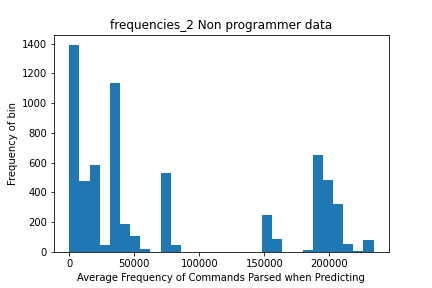 frequencies_2 Non programmer data
Frequency of bin
1400
1200
1000
800
600
400
200
0
0 50000 100000 150000 200000
Average Frequency of Commands Parsed when Predicting